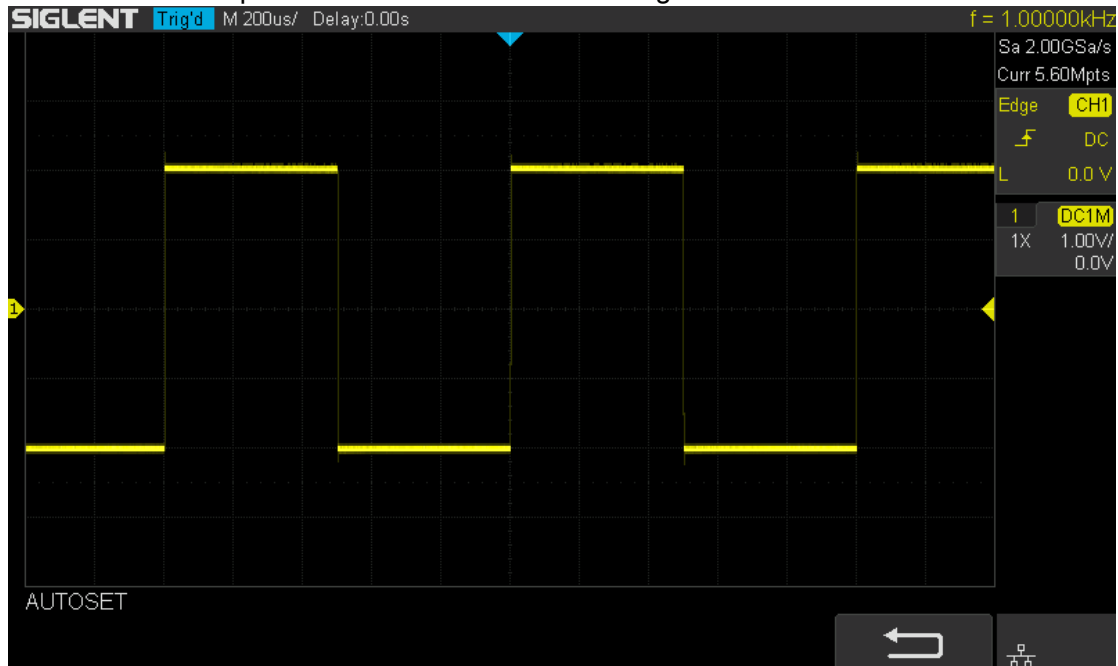 SIGLENT Trig'd M 200us/ Delay:0.00s f = 1.00000kHz
Sa 2.00GSa/s
Curr 5.60Mpts
Edge CH1
DC
L 0.0 V
1 DC1M
1X 1.00V/
0.0V
1
AUTOSET